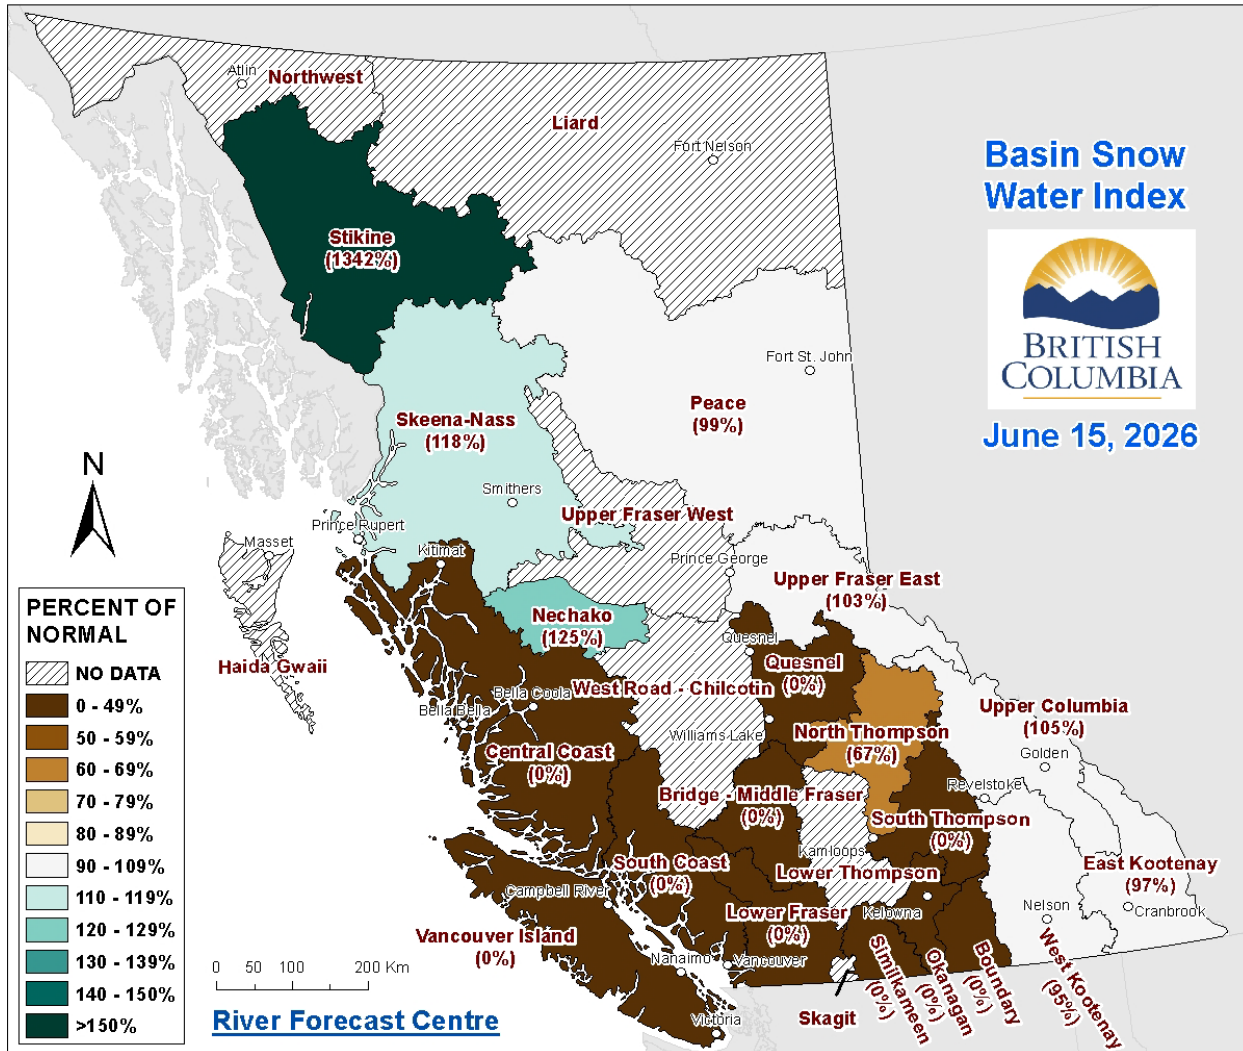 Atlin
Northwest
Liard
Fort Nelson
Basin Snow
Water Index
BRITISH
COLUMBIA
June 15, 2026
Stikine
(1342%)
Fort St. John
Peace
(99%)
Skeena-Nass
(118%)
N
Smithers
Upper Fraser West
Prince Rupert
Masset
Kitimat
Prince George
Upper Fraser East
(103%)
Nechako
(125%)
Haida Gwaii
Quesnel
Quesnel
(0%)
West Road - Chilcotin
Bella Coola
Bella Bella
Williams Lake
Upper Columbia
(105%)
Golden
North Thompson
(67%)
Central Coast
(0%)
Revelstoke
Bridge - Middle Fraser
(0%)
South Thompson
(0%)
Kamloops
South Coast
(0%)
Lower Thompson
East Kootenay
(97%)
Cranbrook
Campbell River
Kelowna
Nelson
Lower Fraser
(0%)
Vancouver Island
(0%)
Nanaimo
Vancouver
Victoria
Skagit
Similkameen
(0%)
Okanagan
(0%)
Boundary
(0%)
West Kootenay
(95%)
PERCENT OF
NORMAL
NO DATA
0 - 49%
50 - 59%
60 - 69%
70 - 79%
80 - 89%
90 - 109%
110 - 119%
120 - 129%
130 - 139%
140 - 150%
>150%
0 50 100 200 Km
River Forecast Centre